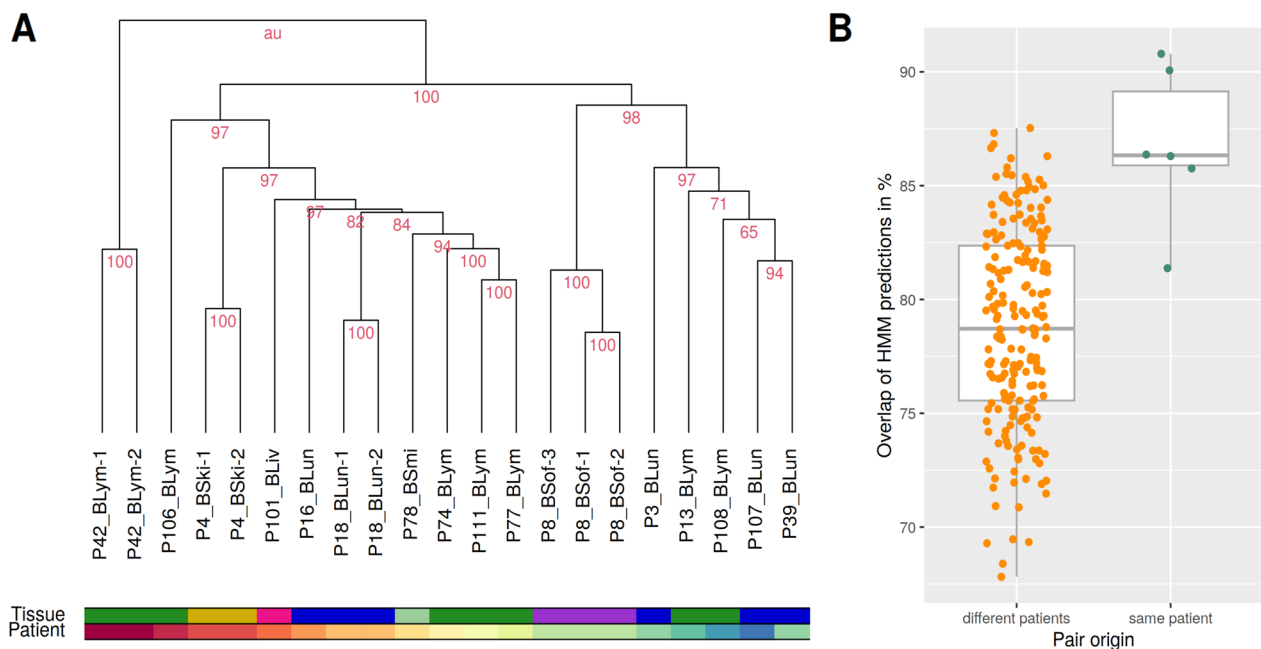 A
au
100
98
97
97
97
97
82
84
71
65
94
100
100
94
100
100
100
100
100
P42_BLym-1
P42_BLym-2
P106_BLym
P4_BSki-1
P4_BSki-2
P101_BLiv
P16_BLun
P18_BLun-1
P18_BLun-2
P78_BSmi
P74_BLym
P111_BLym
P77_BLym
P8_BSof-3
P8_BSof-1
P8_BSof-2
P3_BLun
P13_BLym
P108_BLym
P107_BLun
P39_BLun
Tissue
Patient
B
Overlap of HMM predictions in %
90
85
80
75
70
different patients
same patient
Pair origin